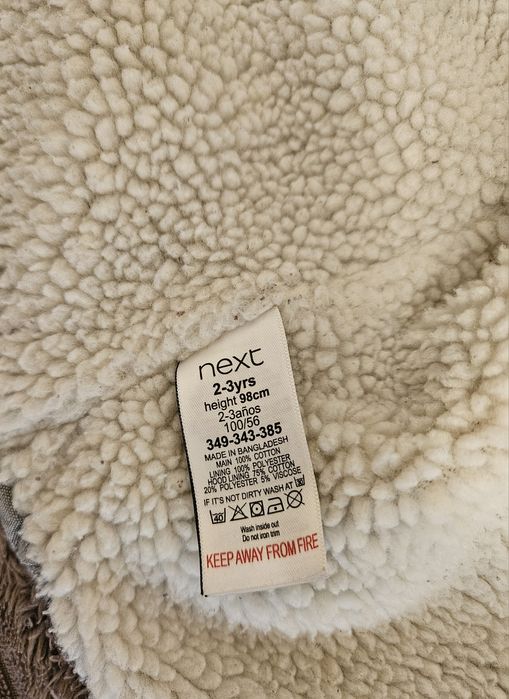 next
2-3yrs
height 98cm
2-3años
100/56
349-343-385
MADE IN BANGLADESH
MAIN 100% COTTON
LINING 100% POLYESTER
HOOD LINING 75% COTTON
20% POLYESTER 5% VISCOSE
IF IT'S NOT DIRTY WASH AT 30
40
Wash inside out
Do not iron trim
KEEP AWAY FROM FIRE